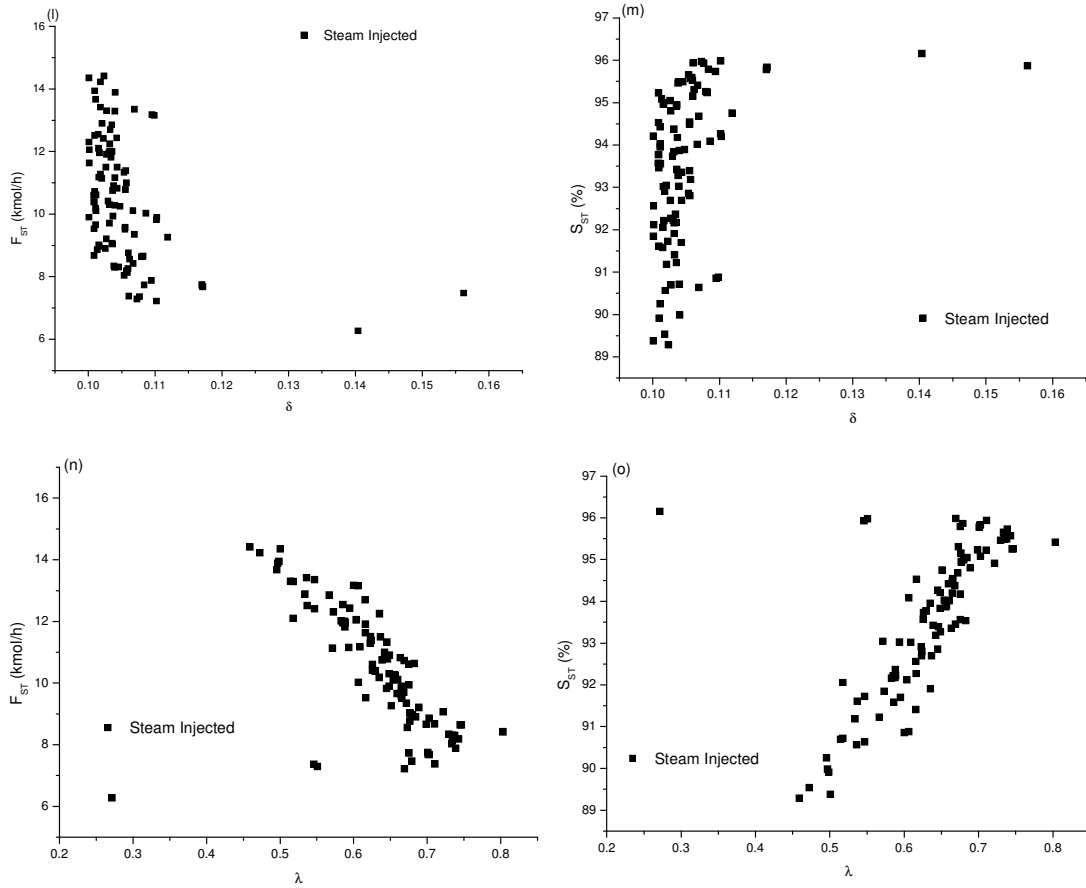 (l)
16
14
12
10
8
6
F_ST (kmol/h)
Steam Injected
0.10 0.11 0.12 0.13 0.14 0.15 0.16
δ
(m)
97
96
95
94
93
92
91
90
89
S_ST (%)
Steam Injected
0.10 0.11 0.12 0.13 0.14 0.15 0.16
δ
(n)
16
14
12
10
8
6
F_ST (kmol/h)
Steam Injected
0.2 0.3 0.4 0.5 0.6 0.7 0.8
λ
(o)
97
96
95
94
93
92
91
90
89
S_ST (%)
Steam Injected
0.2 0.3 0.4 0.5 0.6 0.7 0.8
λ